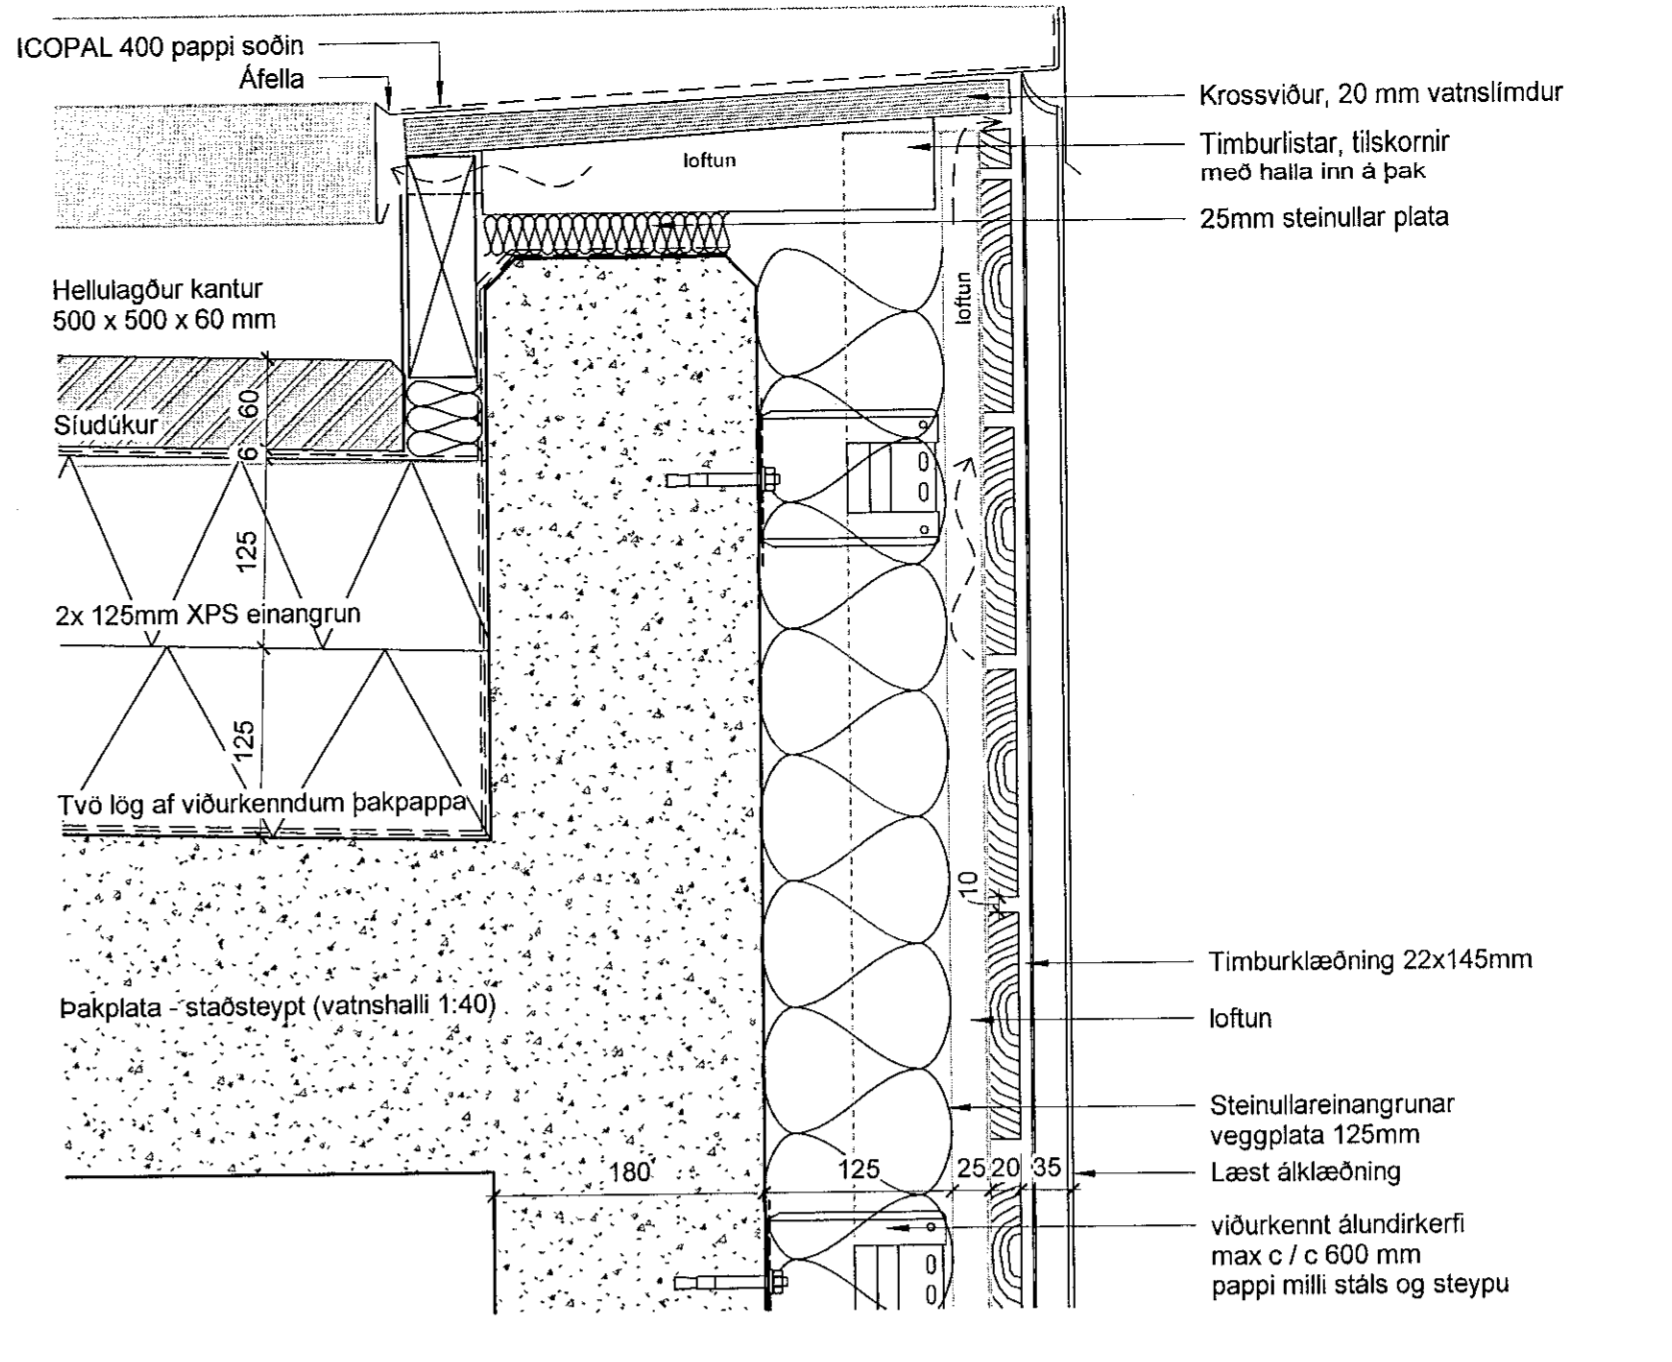 ICOPAL 400 pappi soðin
Áfella
Krossviður, 20 mm vatnslímdur
Timburlistar, tilskornir
með halla inn á þak
loftun
25mm steinullar plata
Hellulagður kantur
500 x 500 x 60 mm
loftun
60
Síudúkur
6
125
2x 125mm XPS einangrun
125
Tvö lög af viðurkenndum þakpappa
10
Timburklæðning 22x145mm
Þakplata - staðsteypt (vatnshalli 1:40)
loftun
Steinullareinangrunar
veggplata 125mm
180
125
25
20
35
Læst álklæðning
viðurkennt álundirkerfi
max c / c 600 mm
pappi milli stáls og steypu